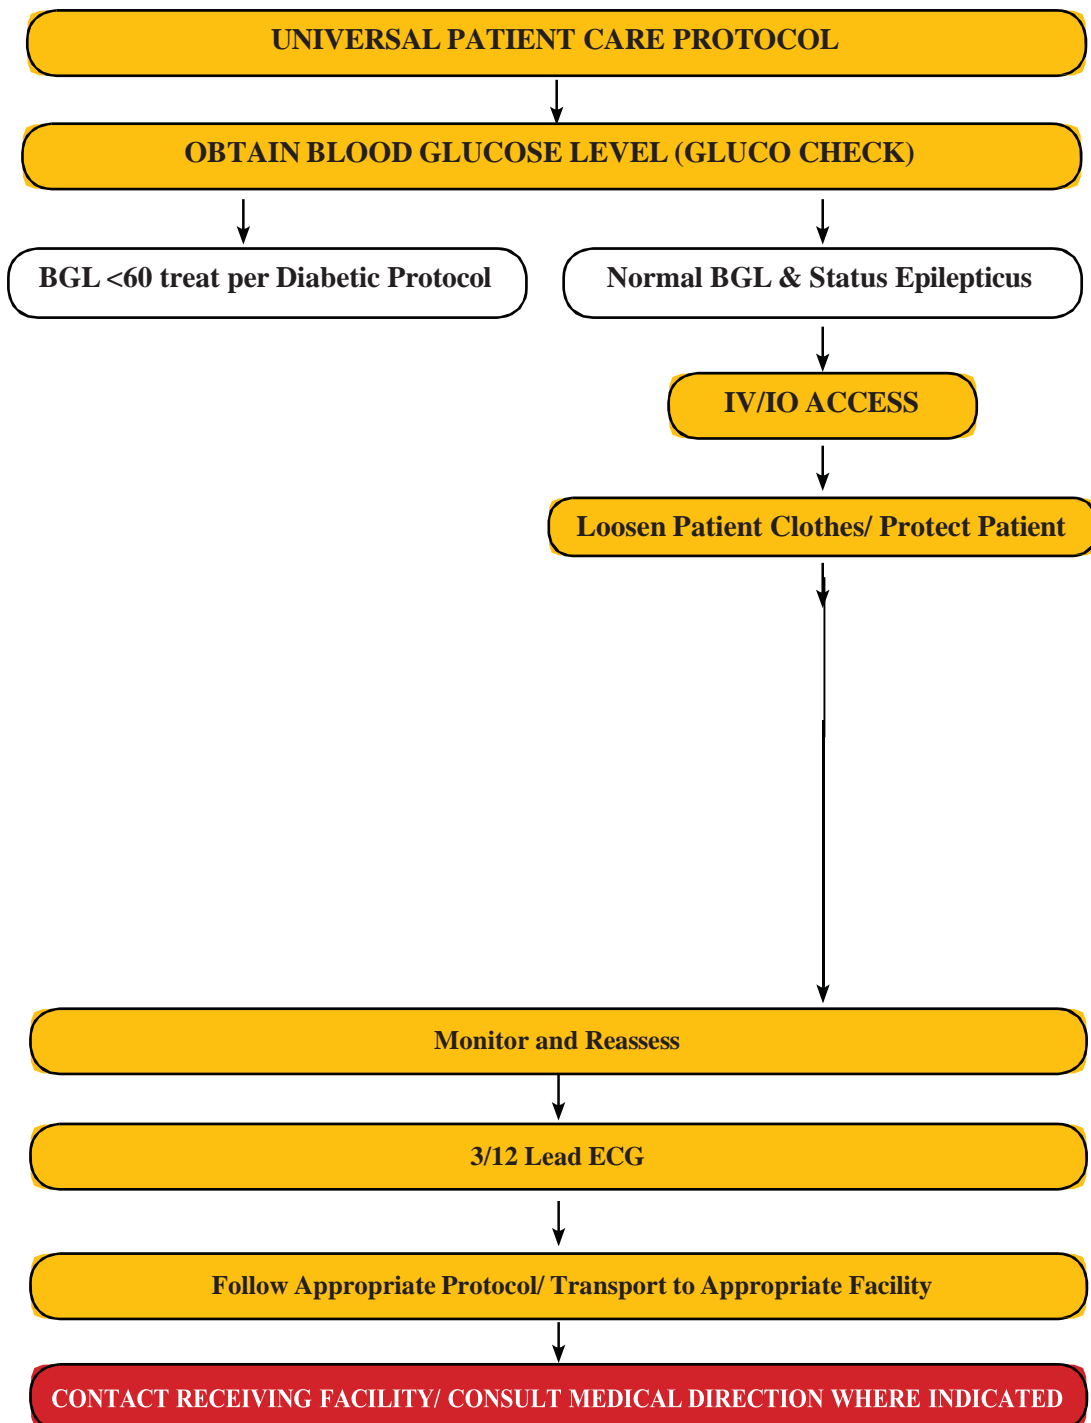 UNIVERSAL PATIENT CARE PROTOCOL
OBTAIN BLOOD GLUCOSE LEVEL (GLUCO CHECK)
BGL <60 treat per Diabetic Protocol
Normal BGL & Status Epilepticus
IV/IO ACCESS
Loosen Patient Clothes/ Protect Patient
Monitor and Reassess
3/12 Lead ECG
Follow Appropriate Protocol/ Transport to Appropriate Facility
CONTACT RECEIVING FACILITY/ CONSULT MEDICAL DIRECTION WHERE INDICATED